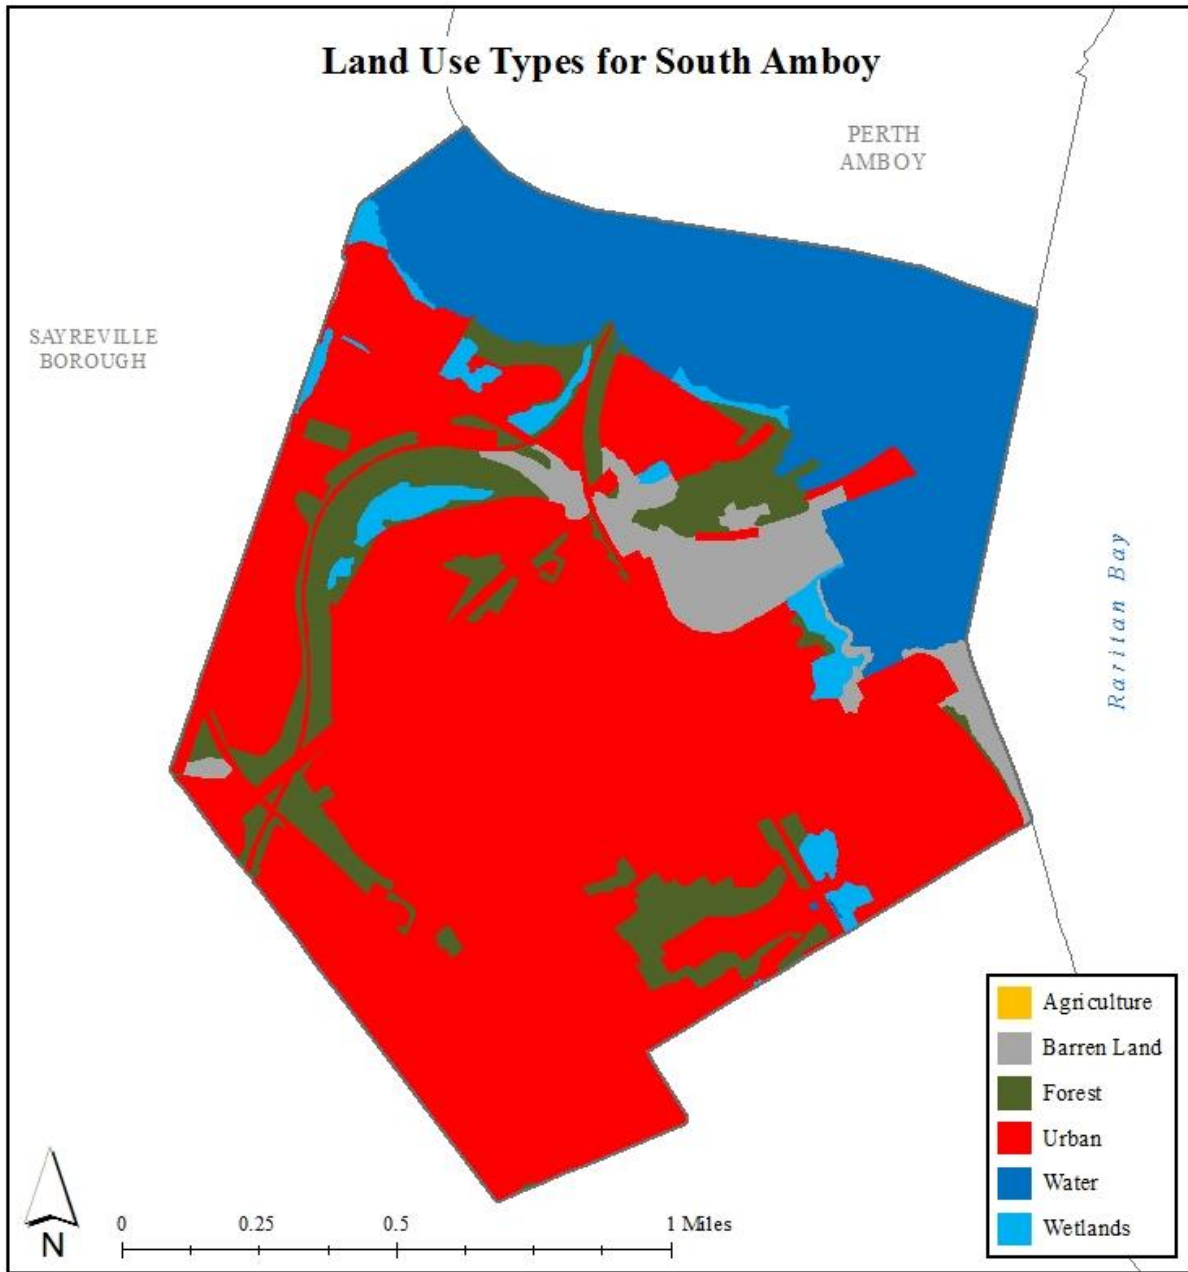 Land Use Types for South Amboy
PERTH
AMBOY
SAYREVILLE
BOROUGH
Raritan Bay
Agriculture
Barren Land
Forest
Urban
Water
Wetlands
N
0 0.25 0.5 1 Miles